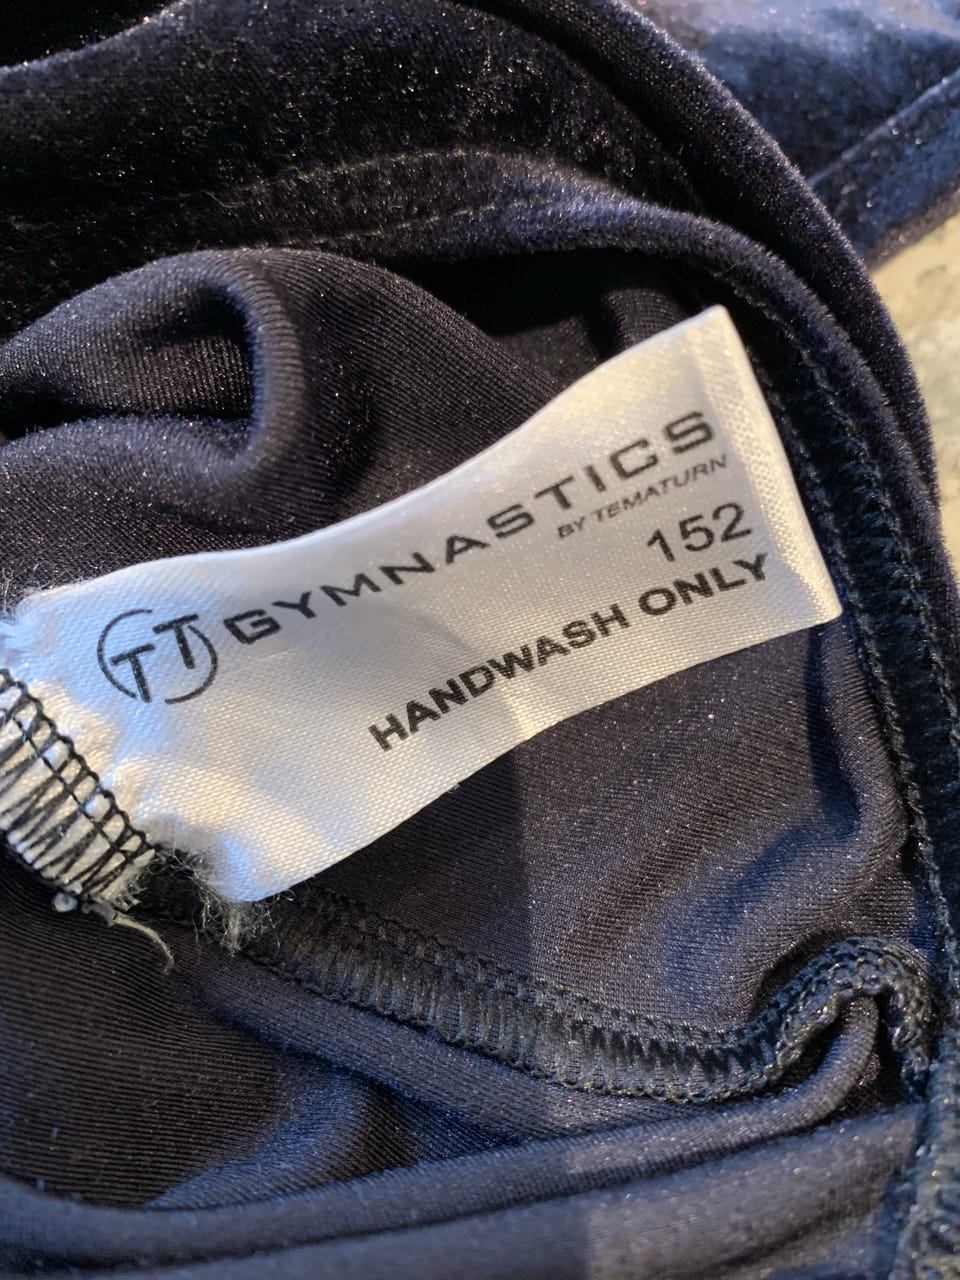 TT GYMNASTICS
BY TEMATURN
152
HANDWASH ONLY